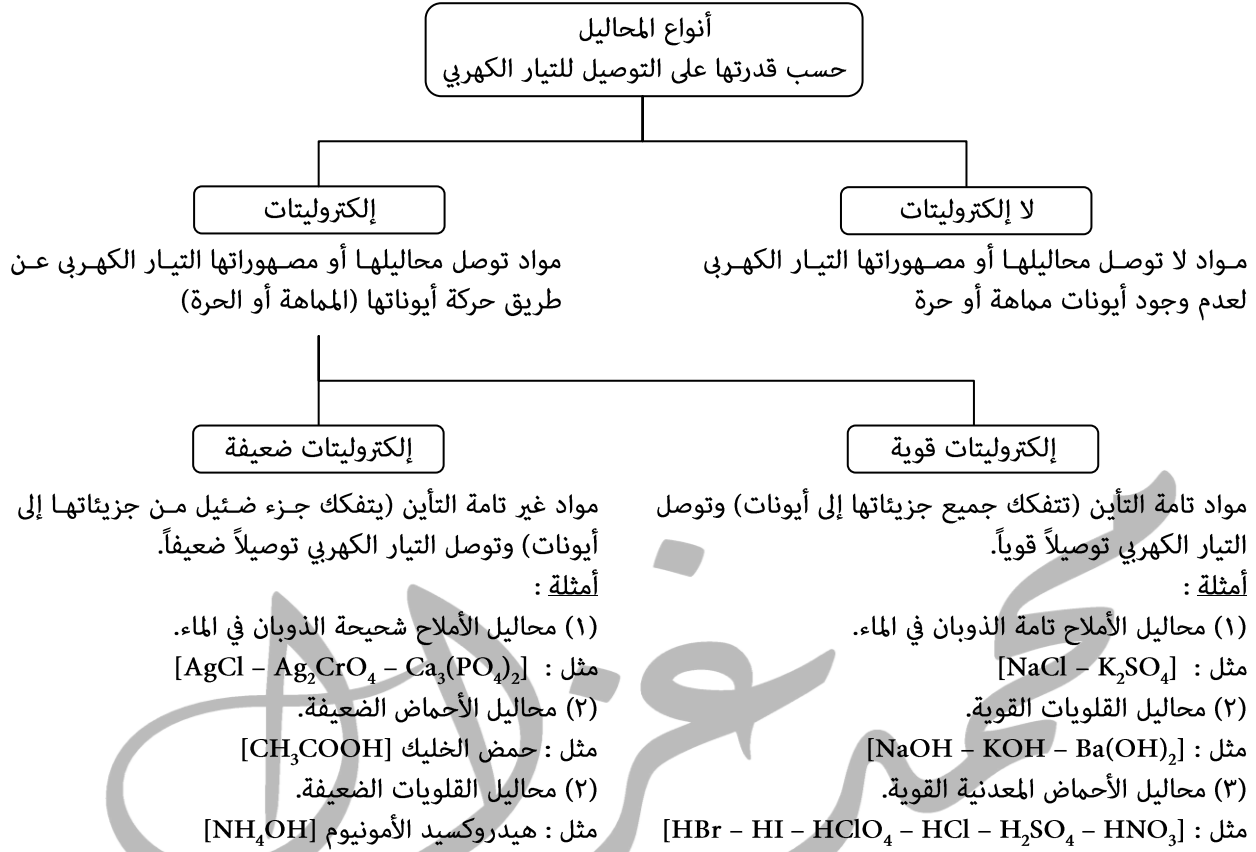 أنواع المحاليل
حسب قدرتها على التوصيل للتيار الكهربي
لا إلكتروليتات
مواد لا توصل محاليلها أو مصهوراتها التيار الكهربى
لعدم وجود أيونات مماهة أو حرة
إلكتروليتات
مواد توصل محاليلها أو مصهوراتها التيار الكهربى عن
طريق حركة أيوناتها (المماهة أو الحرة)
إلكتروليتات قوية
مواد تامة التأين (تتفكك جميع جزيئاتها إلى أيونات) وتوصل
التيار الكهربي توصيلاً قوياً.
أمثلة :
(١) محاليل الأملاح تامة الذوبان في الماء.
مثل : [NaCl – K₂SO₄]
(٢) محاليل القلويات القوية.
مثل : [NaOH – KOH – Ba(OH)₂]
(٣) محاليل الأحماض المعدنية القوية.
مثل : [HBr – HI – HClO₄ – HCl – H₂SO₄ – HNO₃]
إلكتروليتات ضعيفة
مواد غير تامة التأين (يتفكك جزء ضئيل من جزيئاتها إلى
أيونات) وتوصل التيار الكهربي توصيلاً ضعيفاً.
أمثلة :
(١) محاليل الأملاح شحيحة الذوبان في الماء.
مثل : [AgCl – Ag₂CrO₄ – Ca₃(PO₄)₂]
(٢) محاليل الأحماض الضعيفة.
مثل : حمض الخليك [CH₃COOH]
(٢) محاليل القلويات الضعيفة.
مثل : هيدروكسيد الأمونيوم [NH₄OH]
محمد غزال